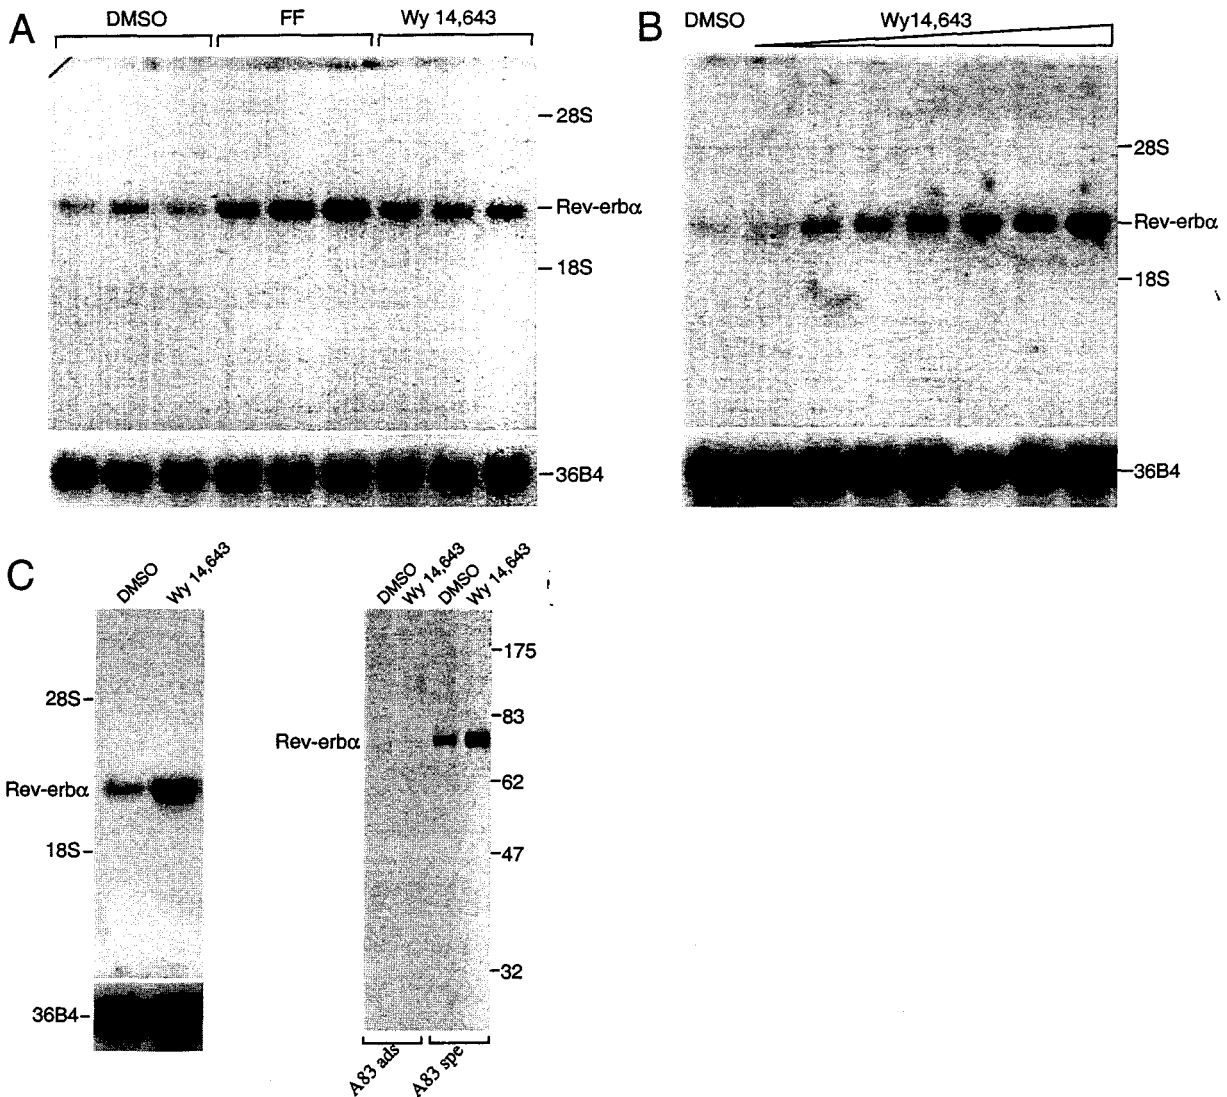 A
DMSO FF Wy 14,643
28S
Rev-erbα
18S
36B4
B
DMSO Wy14,643
28S
Rev-erbα
18S
36B4
C
DMSO Wy 14,643
28S
Rev-erbα
18S
36B4
DMSO Wy 14,643 DMSO Wy 14,643
175
83
Rev-erbα
62
47
32
A83 ads A83 spe